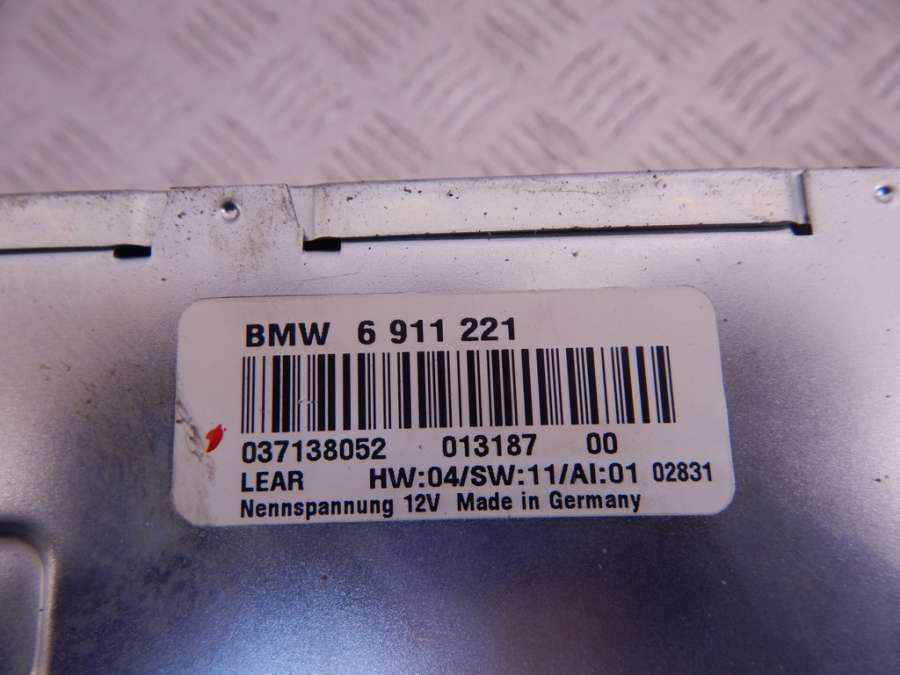 BMW 6 911 221
037138052 013187 00
LEAR HW:04/SW:11/AI:01 02831
Nennspannung 12V Made in Germany